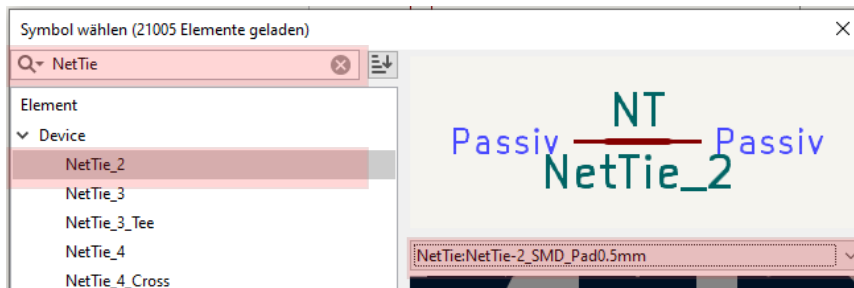 Symbol wählen (21005 Elemente geladen)
NetTie
Element
Device
NetTie_2
NetTie_3
NetTie_3_Tee
NetTie_4
NetTie_4_Cross
NT
Passiv Passiv
NetTie_2
NetTie:NetTie-2_SMD_Pad0.5mm